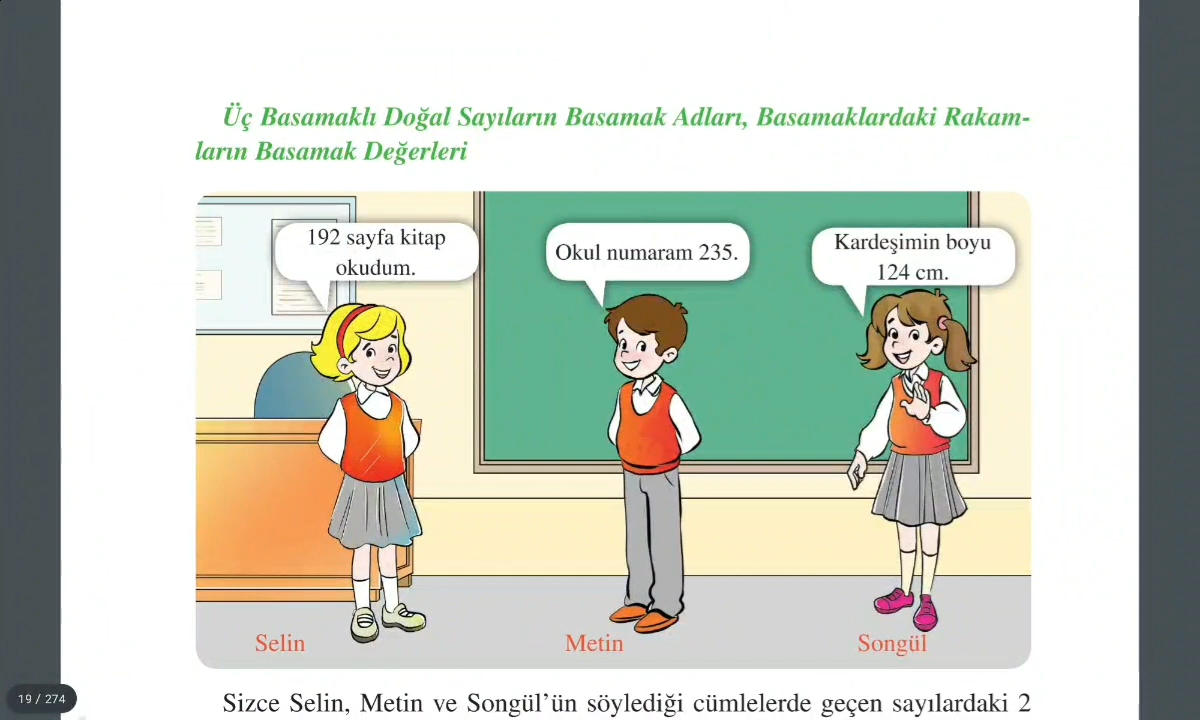 Üç Basamaklı Doğal Sayıların Basamak Adları, Basamaklardaki Rakam-
ların Basamak Değerleri
192 sayfa kitap
okudum.
Okul numaram 235.
Kardeşimin boyu
124 cm.
Selin
Metin
Songül
Sizce Selin, Metin ve Songül’ün söylediği cümlelerde geçen sayılardaki 2
19 / 274